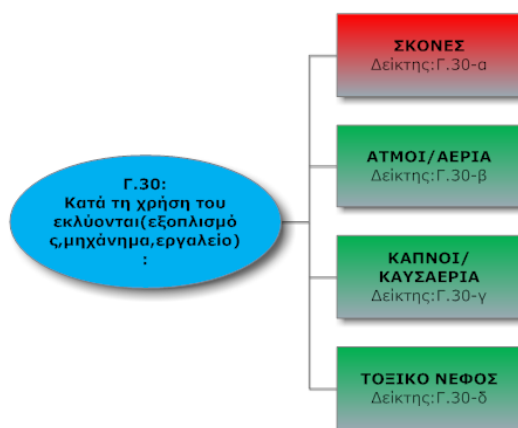 Γ.30:
Κατά τη χρήση του
εκλύονται(εξοπλισμό
ς,μηχάνημα,εργαλείο)
:
ΣΚΟΝΕΣ
Δείκτης:Γ.30-α
ΑΤΜΟΙ/ΑΕΡΙΑ
Δείκτης:Γ.30-β
ΚΑΠΝΟΙ/
ΚΑΥΣΑΕΡΙΑ
Δείκτης:Γ.30-γ
ΤΟΞΙΚΟ ΝΕΦΟΣ
Δείκτης:Γ.30-δ